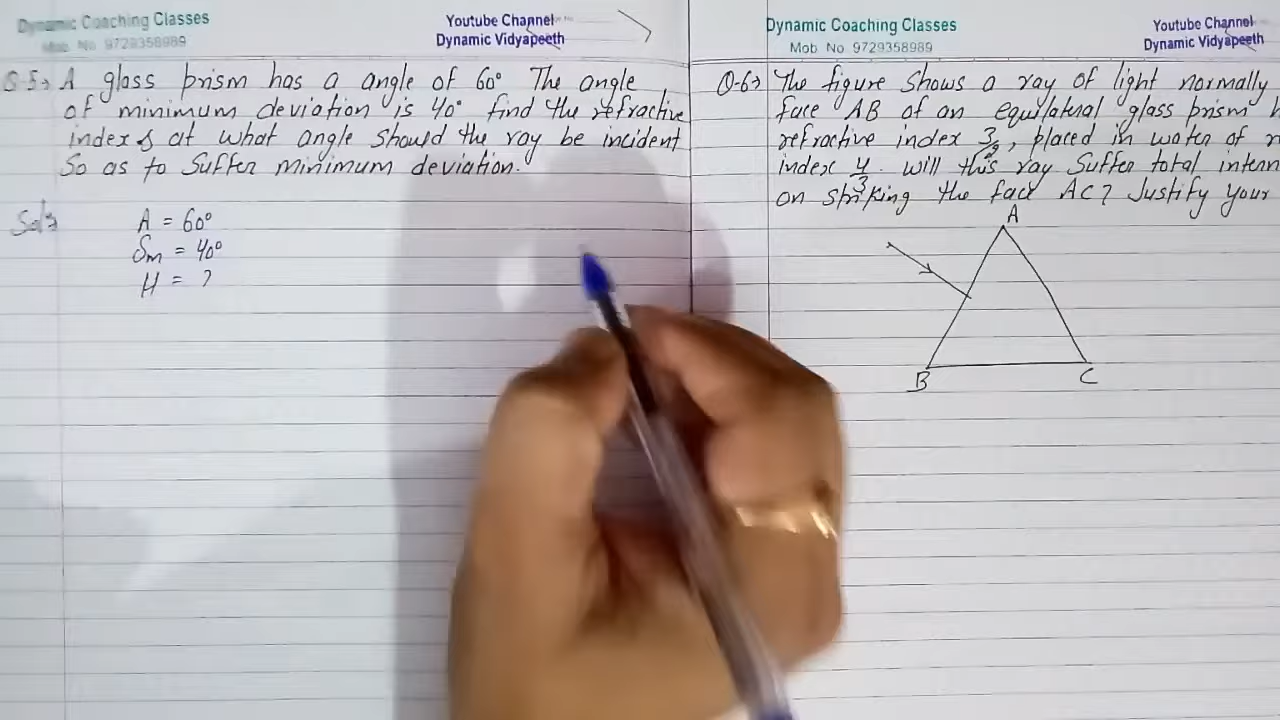 Dynamic Coaching Classes
Mob. No 9729358989
Youtube Channel
Dynamic Vidyapeeth
Q-5» A glass prism has a angle of 60° The angle
of minimum deviation is 40° find the refractive
index & at what angle should the ray be incident
So as to Suffer minimum deviation.
Sol»
A = 60°
δm = 40°
μ = ?
Dynamic Coaching Classes
Mob. No 9729358989
Youtube Channel
Dynamic Vidyapeeth
Q-6» The figure shows a ray of light normally
face AB of an equilateral glass prism
refractive index 3/2, placed in water of
index 4/3. will this ray Suffer total
on striking the face AC? Justify your
A
B
C